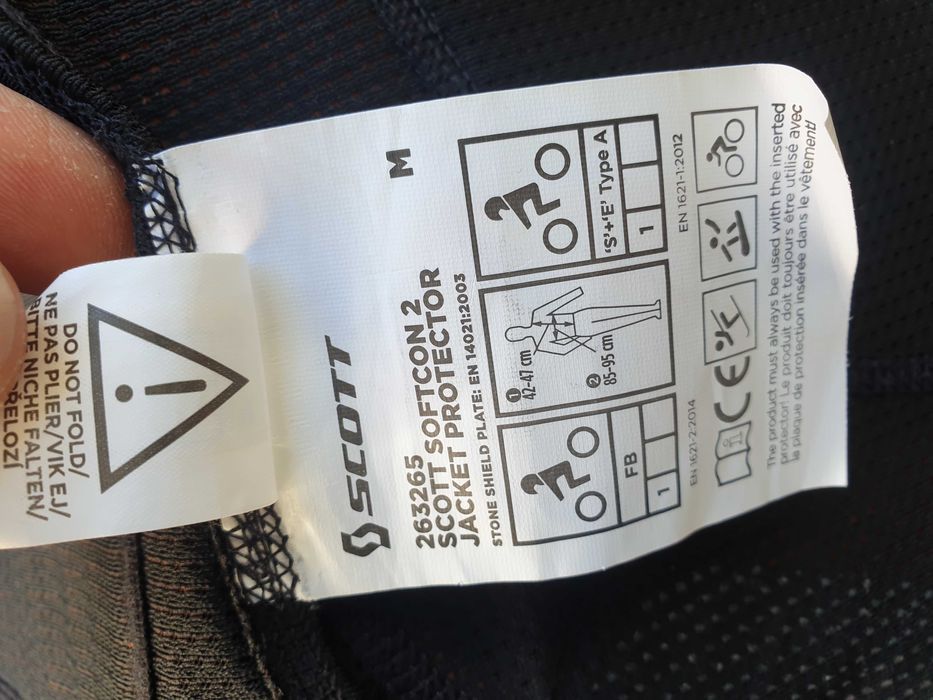 DO NOT FOLD/
NE PAS PLIER/VIK EJ/
BITTE NICHE FALTEN/
SCOTT
M
263265
SCOTT SOFTCON 2
JACKET PROTECTOR
STONE SHIELD PLATE: EN 14021:2003
FB
1
EN 1621-2:2014
1
42-47 cm
2
85-95 cm
'S'+'E' Type A
1
EN 1621-1:2012
i
CE
The product must always be used with the inserted
protector! Le produit doit toujours être utilisé avec
la plaque de protection insérée dans le vêtement!